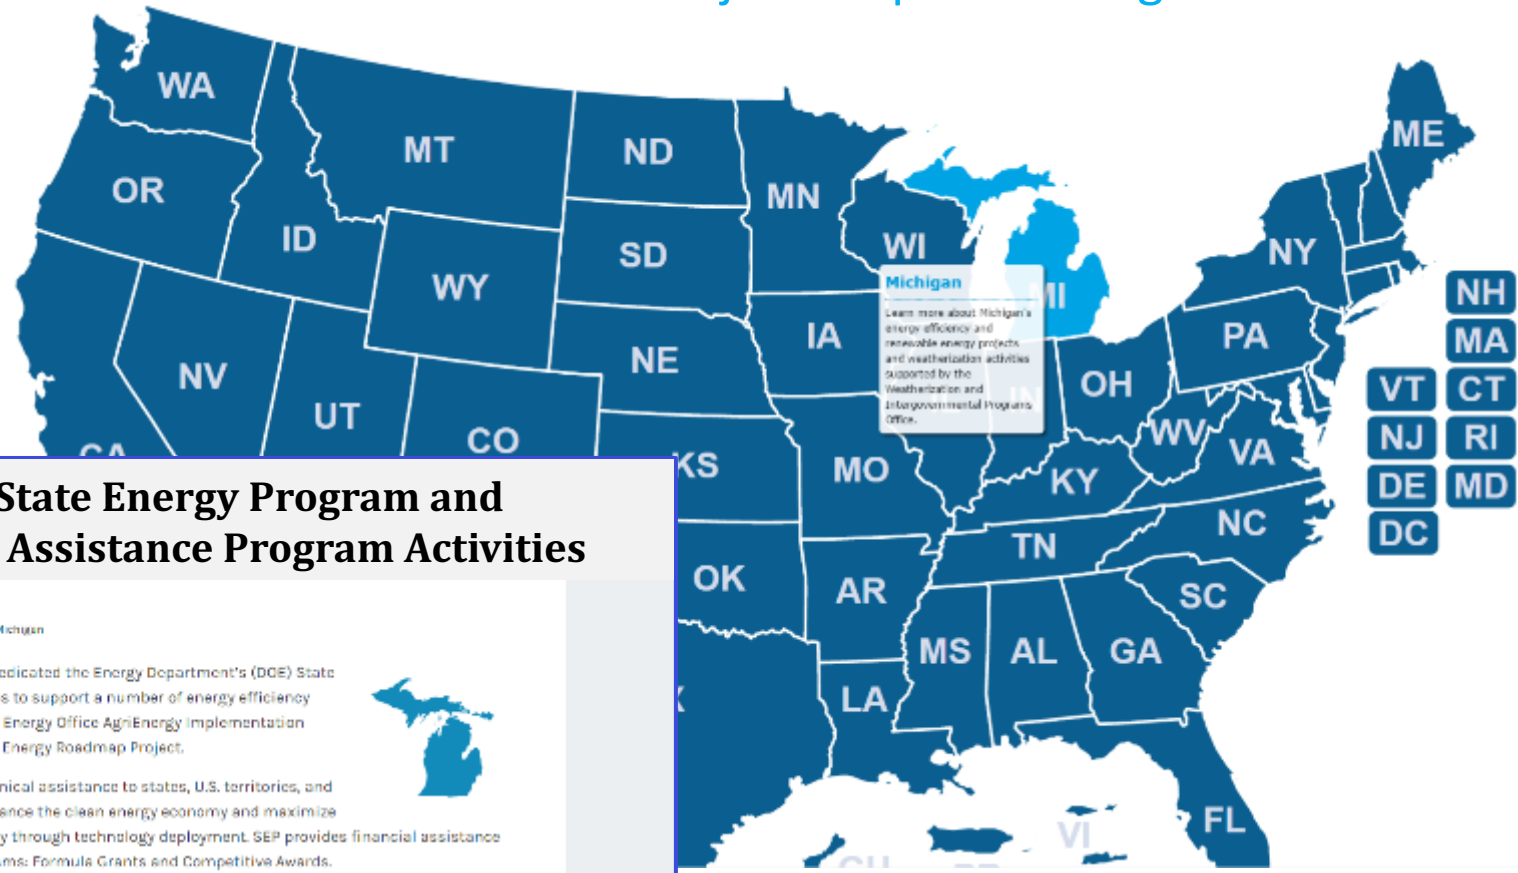 WA
MT
ND
MN
ME
OR
ID
SD
WI
NY
WY
MI
NH
IA
PA
MA
NV
NE
OH
VT
CT
UT
CO
WV
VA
NJ
RI
CA
KS
MO
KY
DE
MD
NC
DC
TN
OK
AR
SC
MS
AL
GA
LA
FL
VI
IN
Michigan
Learn more about Michigan's
energy efficiency and
renewable energy projects
and weatherization activities
supported by the
Weatherization and
Intergovernmental Programs
Office.
State Energy Program and
Assistance Program Activities
Michigan
edicated the Energy Department's (DOE) State
s to support a number of energy efficiency
Energy Office AgriEnergy Implementation
Energy Roadmap Project.
nical assistance to states, U.S. territories, and
ance the clean energy economy and maximize
y through technology deployment. SEP provides financial assistance
ms: Formula Grants and Competitive Awards.